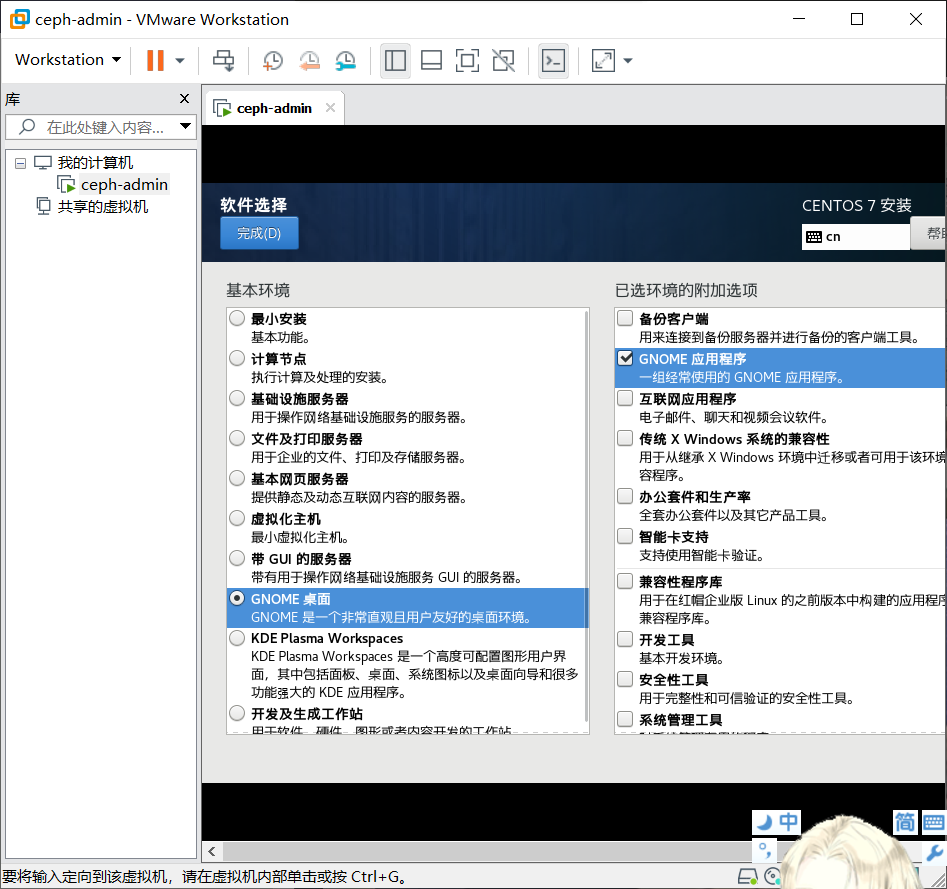 ceph-admin - VMware Workstation
Workstation
库
ceph-admin
在此处键入内容...
我的计算机
ceph-admin
共享的虚拟机
软件选择
CENTOS 7 安装
完成(D)
cn
帮
基本环境
已选环境的附加选项
最小安装
基本功能。
计算节点
执行计算及处理的安装。
基础设施服务器
用于操作网络基础设施服务的服务器。
文件及打印服务器
用于企业的文件、打印及存储服务器。
基本网页服务器
提供静态及动态互联网内容的服务器。
虚拟化主机
最小虚拟化主机。
带 GUI 的服务器
带有用于操作网络基础设施服务 GUI 的服务器。
GNOME 桌面
GNOME 是一个非常直观且用户友好的桌面环境。
KDE Plasma Workspaces
KDE Plasma Workspaces 是一个高度可配置图形用户界
面，其中包括面板、桌面、系统图标以及桌面向导和很多
功能强大的 KDE 应用程序。
开发及生成工作站
用于软件、硬件、图形或者内容开发的工作站。
备份客户端
用来连接到备份服务器并进行备份的客户端工具。
GNOME 应用程序
一组经常使用的 GNOME 应用程序。
互联网应用程序
电子邮件、聊天和视频会议软件。
传统 X Windows 系统的兼容性
用于从继承 X Windows 环境中迁移或者可用于该环境
容程序。
办公套件和生产率
全套办公套件以及其它产品工具。
智能卡支持
支持使用智能卡验证。
兼容性程序库
用于在红帽企业版 Linux 的之前版本中构建的应用程序
兼容程序库。
开发工具
基本开发环境。
安全性工具
用于完整性和可信验证的安全性工具。
系统管理工具
中
简
要将输入定向到该虚拟机，请在虚拟机内部单击或按 Ctrl+G。